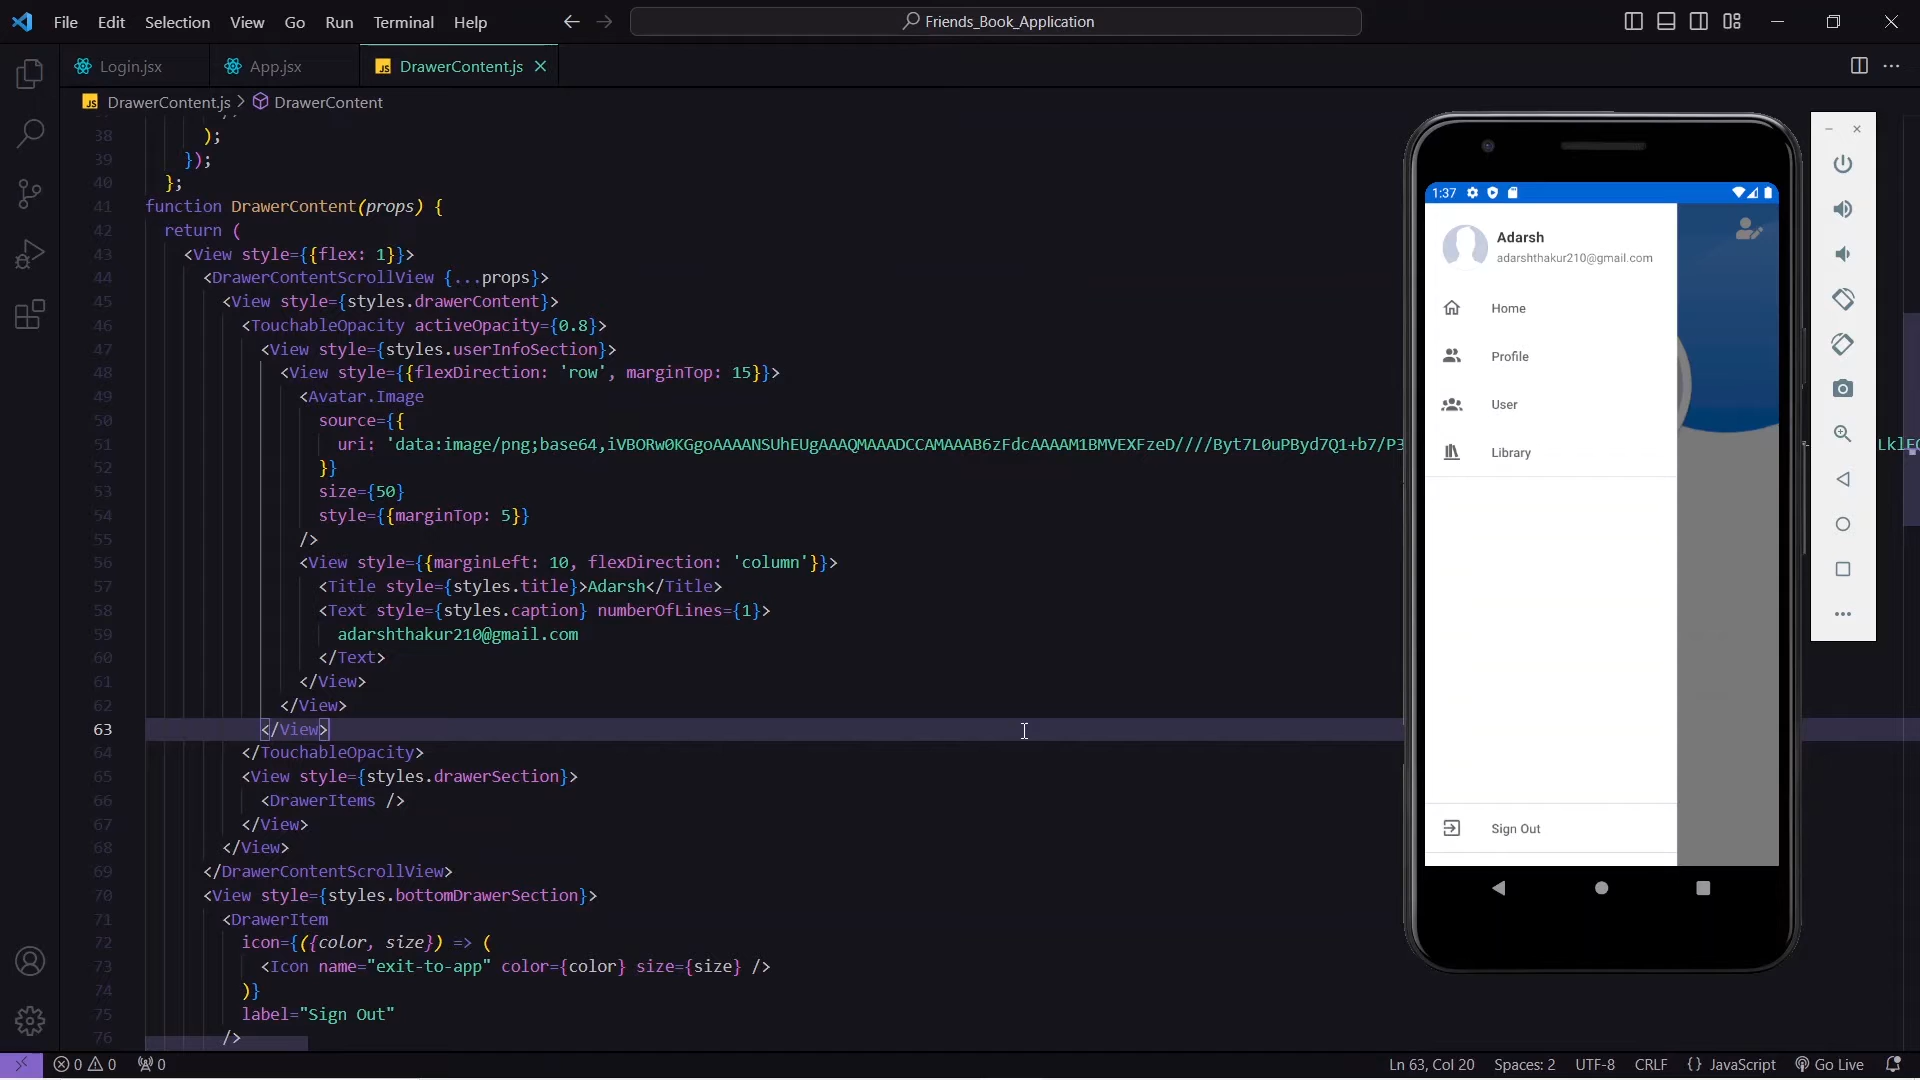 File Edit Selection View Go Run Terminal Help
Friends_Book_Application
Login.jsx
App.jsx
DrawerContent.js
DrawerContent.js > DrawerContent
38 );
39 });
40 };
41 function DrawerContent(props) {
42 return (
43 <View style={{flex: 1}}>
44 <DrawerContentScrollView {...props}>
45 <View style={styles.drawerContent}>
46 <TouchableOpacity activeOpacity={0.8}>
47 <View style={styles.userInfoSection}>
48 <View style={{flexDirection: 'row', marginTop: 15}}>
49 <Avatar.Image
50 source={{
51 uri: 'data:image/png;base64,iVBORw0KGgoAAAANSUhEUgAAAQMAAADCCAMAAAB6zFdcAAAAM1BMVEXFzeD////Byt7L0uPByd7Q1+b7/P3
52 }}
53 size={50}
54 style={{marginTop: 5}}
55 />
56 <View style={{marginLeft: 10, flexDirection: 'column'}}>
57 <Title style={styles.title}>Adarsh</Title>
58 <Text style={styles.caption} numberOfLines={1}>
59 adarshthakur210@gmail.com
60 </Text>
61 </View>
62 </View>
63 </View>
64 </TouchableOpacity>
65 <View style={styles.drawerSection}>
66 <DrawerItems />
67 </View>
68 </View>
69 </DrawerContentScrollView>
70 <View style={styles.bottomDrawerSection}>
71 <DrawerItem
72 icon={({color, size}) => (
73 <Icon name="exit-to-app" color={color} size={size} />
74 )}
75 label="Sign Out"
76 />
1:37
Adarsh
adarshthakur210@gmail.com
Home
Profile
User
Library
Sign Out
0 0 0
Ln 63, Col 20 Spaces: 2 UTF-8 CRLF {} JavaScript Go Live